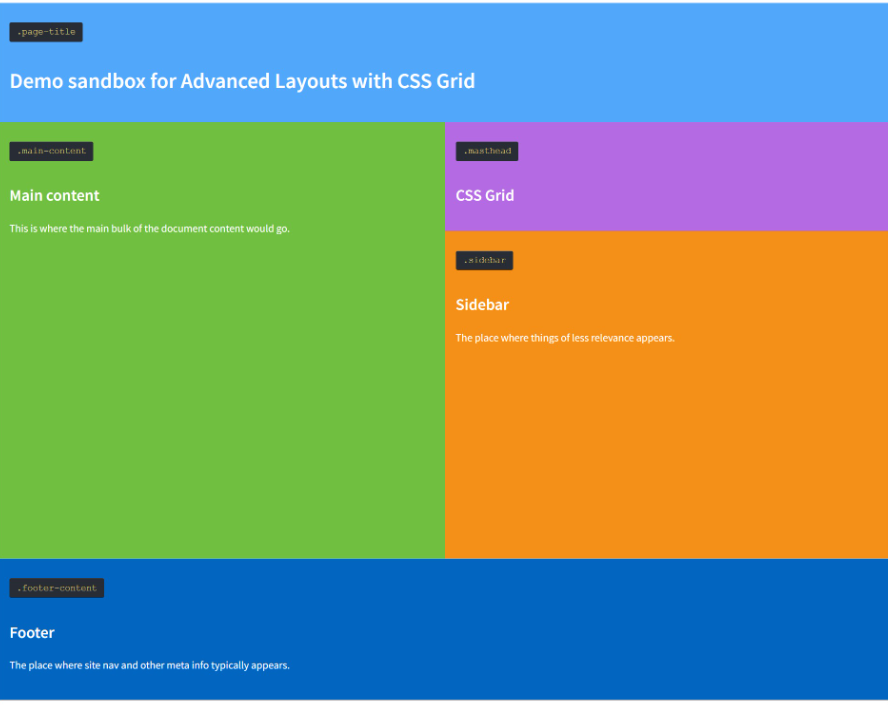 .page-title
Demo sandbox for Advanced Layouts with CSS Grid
.main-content
Main content
This is where the main bulk of the document content would go.
.masthead
CSS Grid
.sidebar
Sidebar
The place where things of less relevance appears.
.footer-content
Footer
The place where site nav and other meta info typically appears.